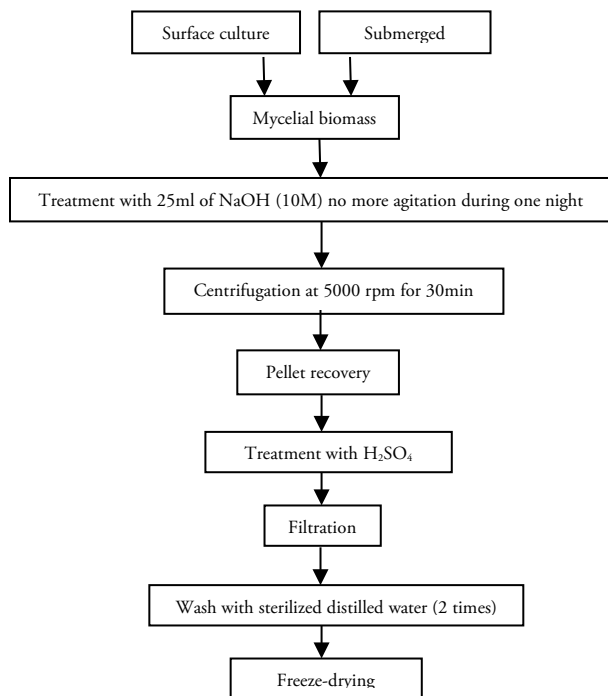 Surface culture
Submerged
Mycelial biomass
Treatment with 25ml of NaOH (10M) no more agitation during one night
Centrifugation at 5000 rpm for 30min
Pellet recovery
Treatment with H₂SO₄
Filtration
Wash with sterilized distilled water (2 times)
Freeze-drying